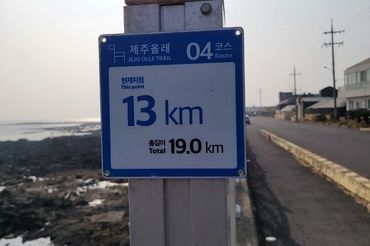 제주올레
JEJU OLLE TRAIL
04 코스
Route
현재지점
This point
13 km
총길이
Total 19.0 km